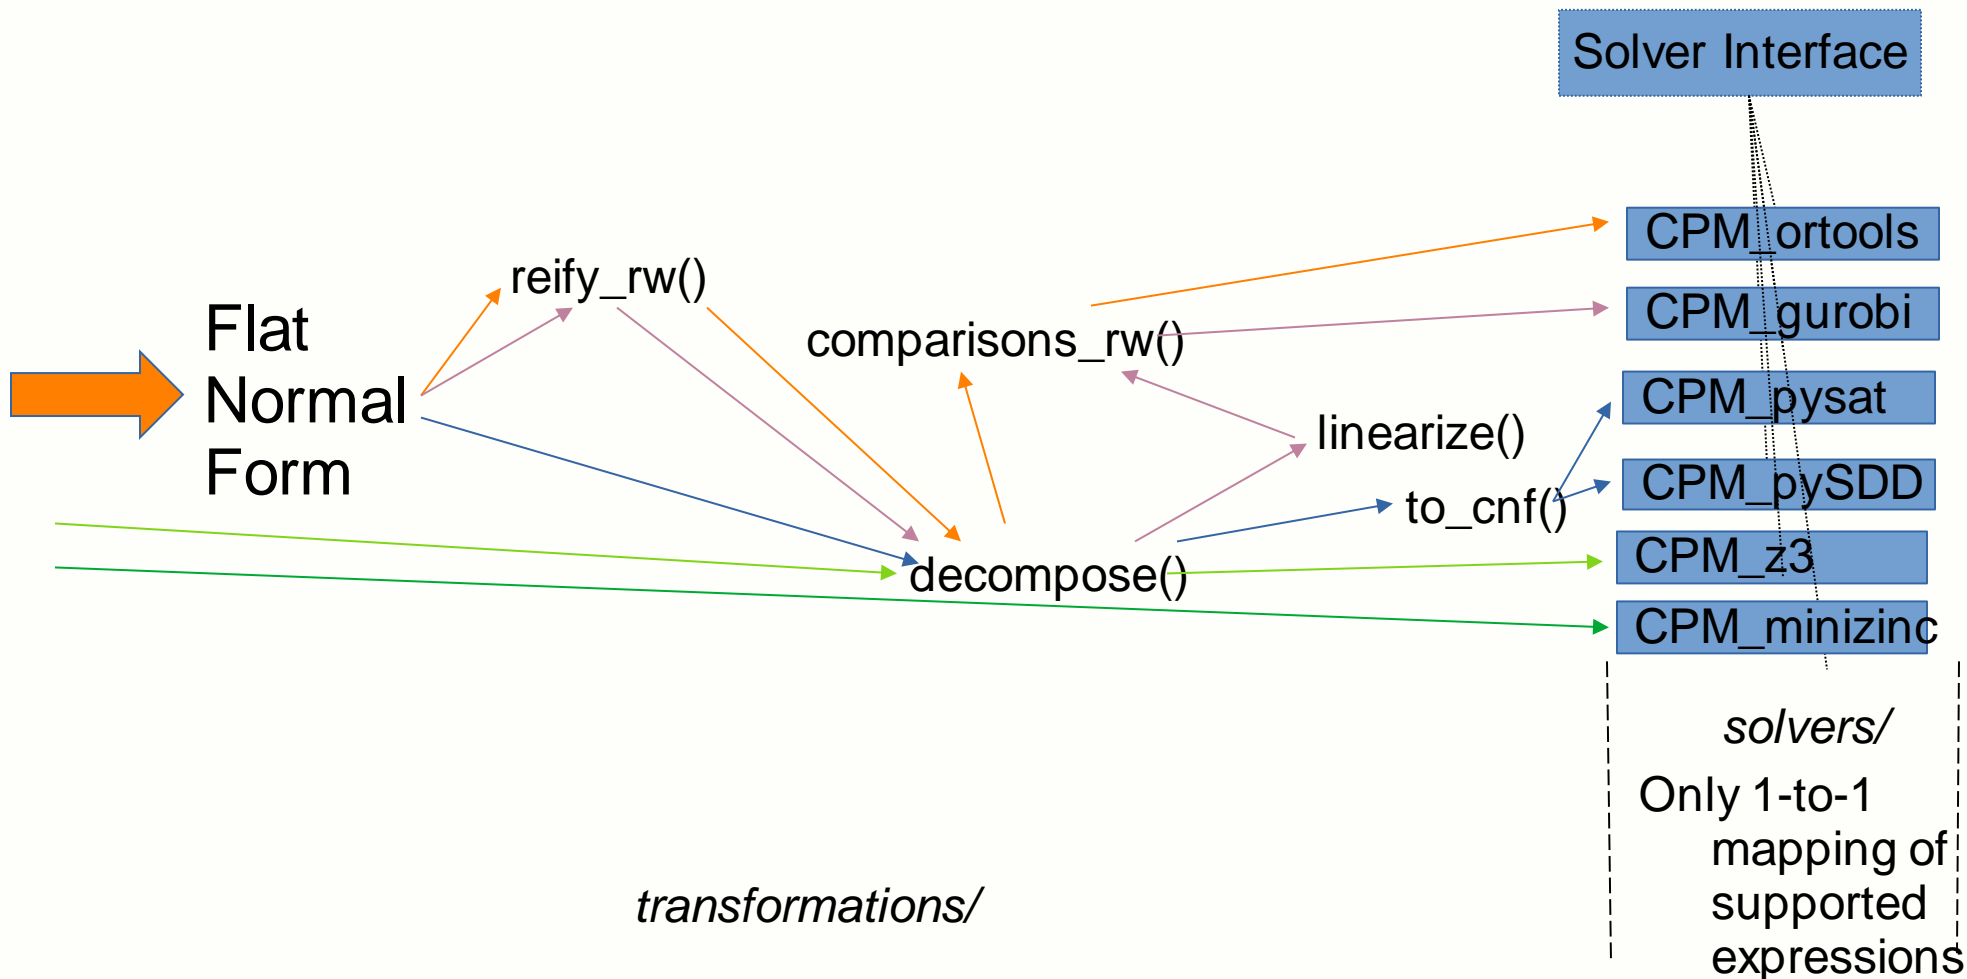 Solver Interface
CPM_ortools
reify_rw()
CPM_gurobi
Flat
Normal
Form
comparisons_rw()
CPM_pysat
linearize()
CPM_pySDD
to_cnf()
CPM_z3
decompose()
CPM_minizinc
solvers/
Only 1-to-1
mapping of
supported
expressions
transformations/